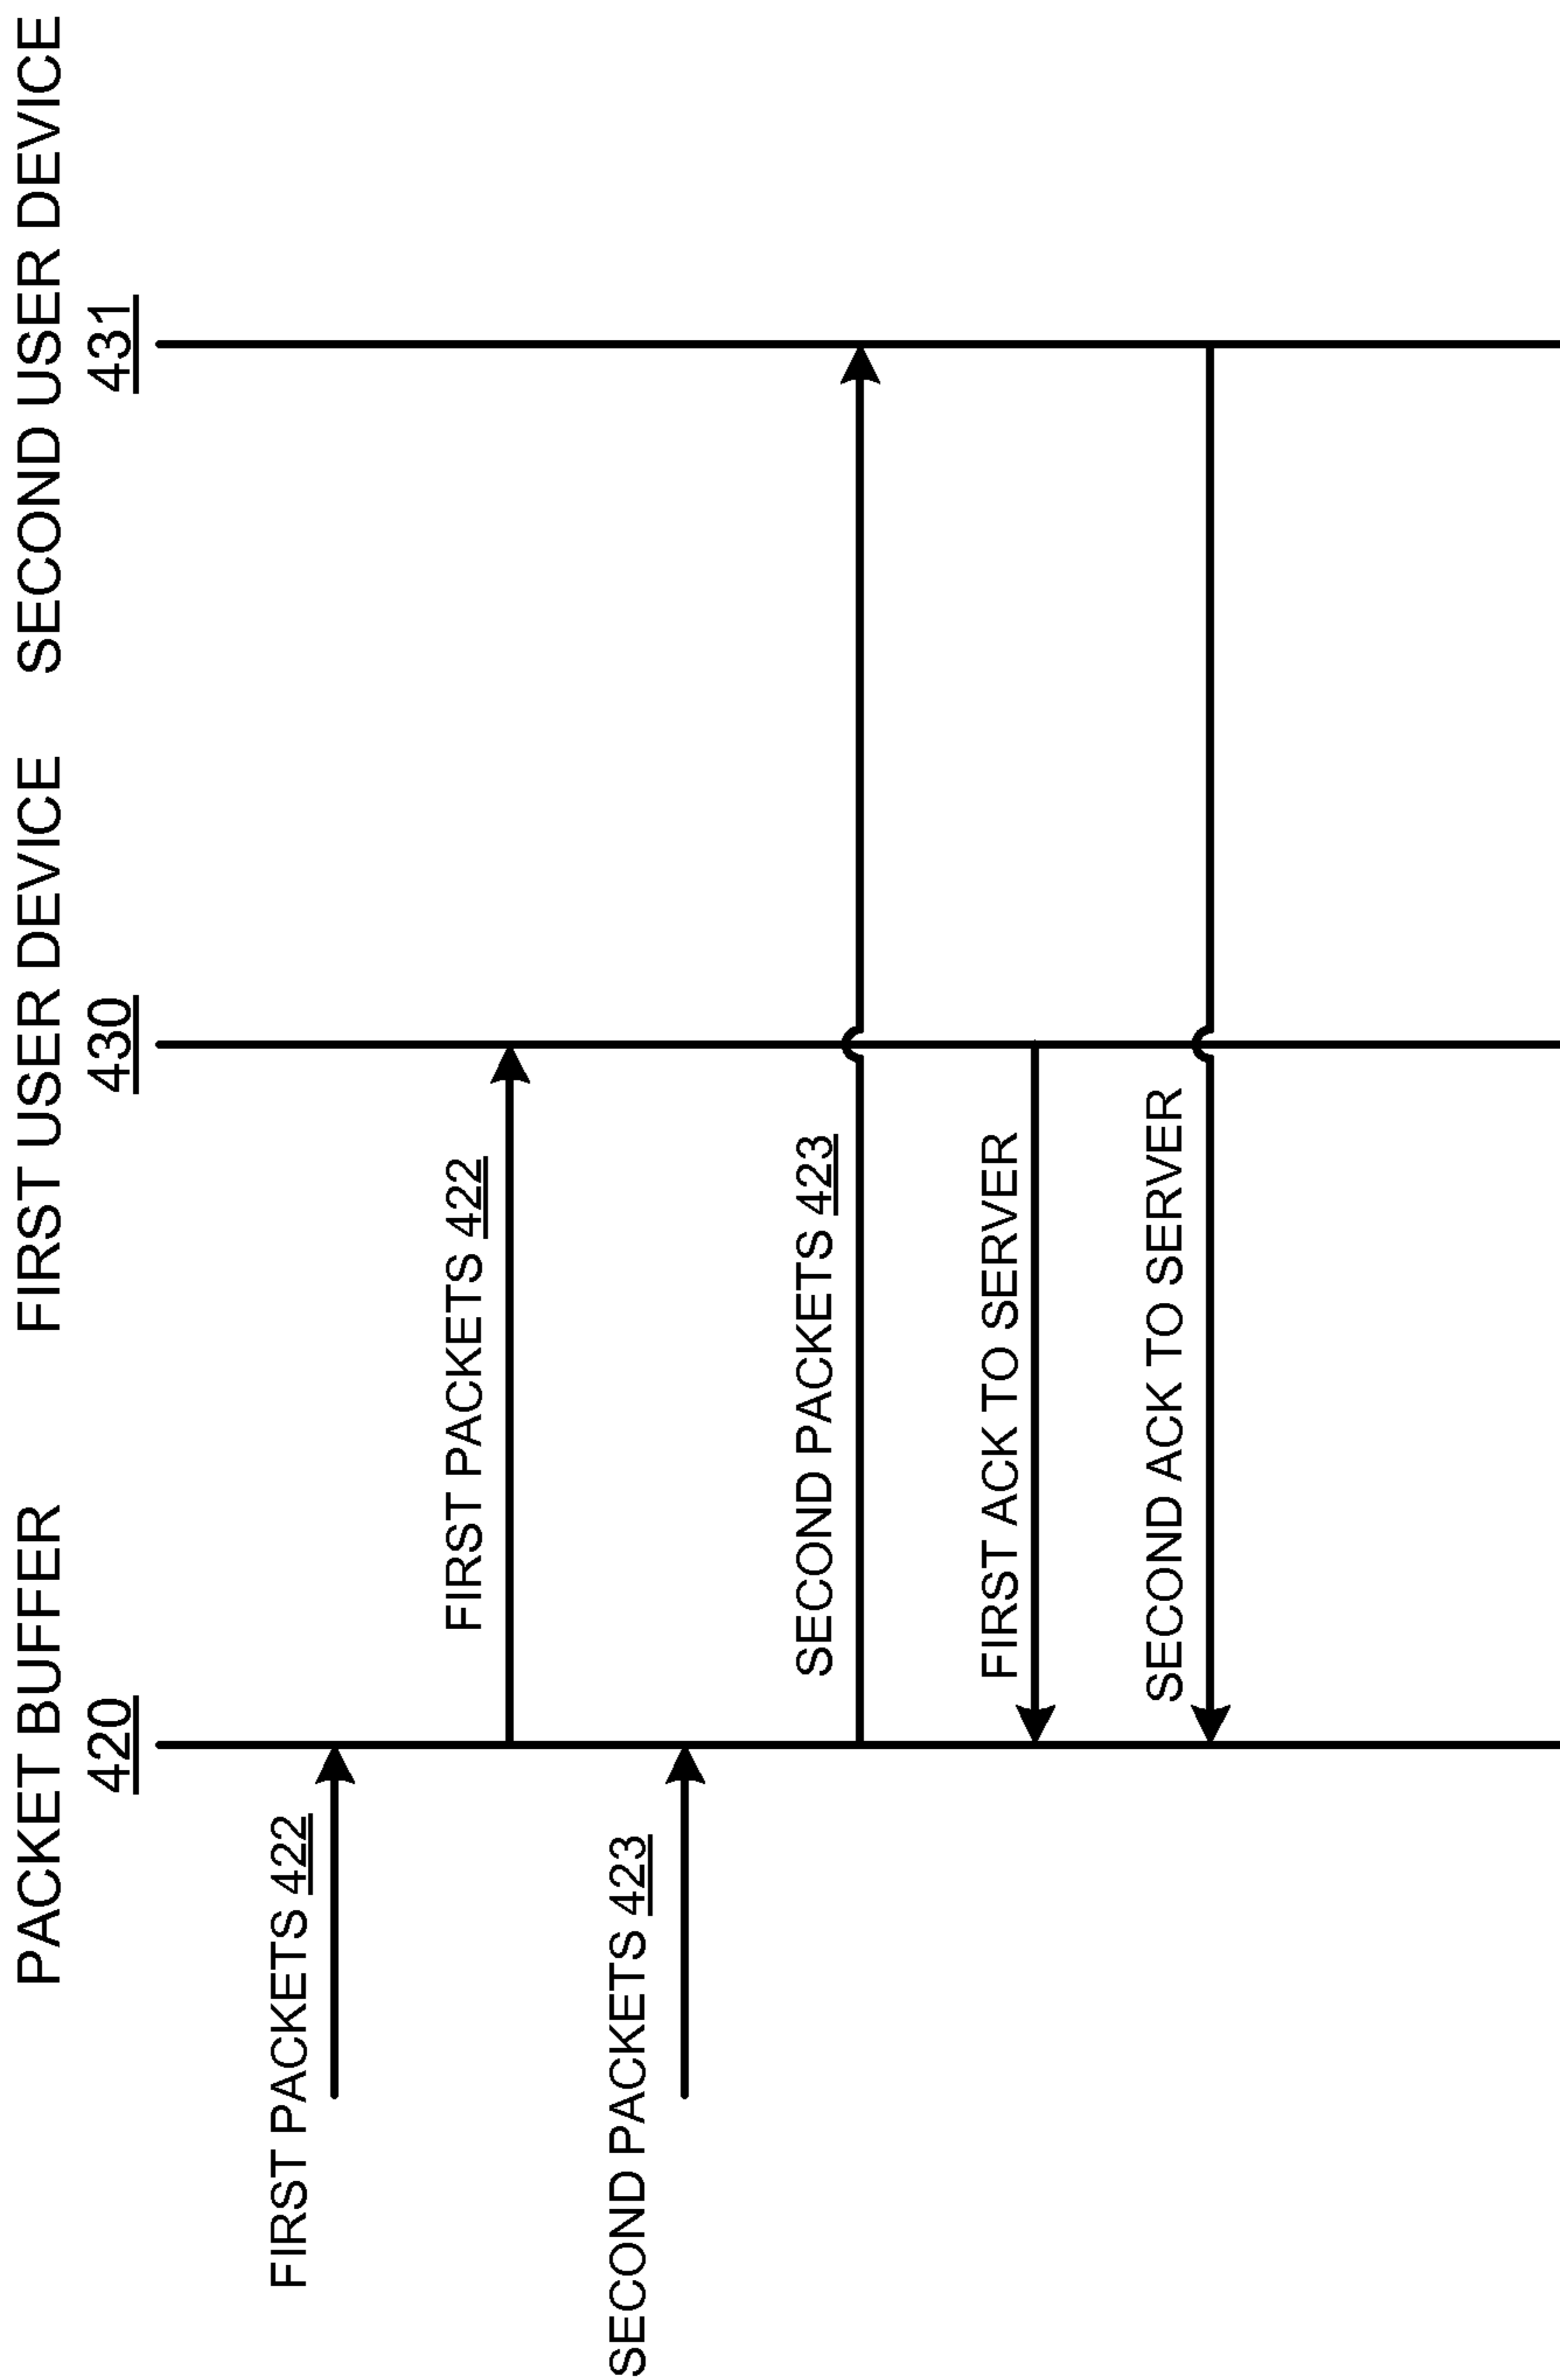 PACKET BUFFER
420
FIRST USER DEVICE
430
SECOND USER DEVICE
431
FIRST PACKETS 422
FIRST PACKETS 422
SECOND PACKETS 423
SECOND PACKETS 423
FIRST ACK TO SERVER
SECOND ACK TO SERVER